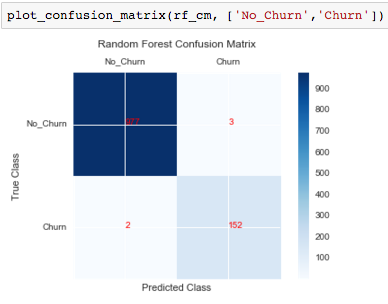 plot_confusion_matrix(rf_cm, ['No_Churn','Churn'])
Random Forest Confusion Matrix
No_Churn Churn
True Class
No_Churn 3
Churn 2 152
Predicted Class
900
800
700
600
500
400
300
200
100